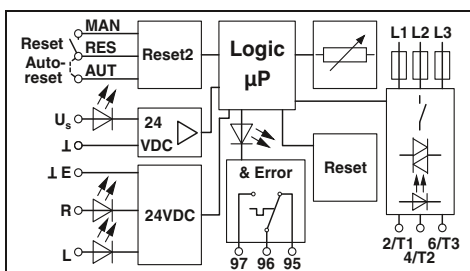 MAN
Reset
RES
Auto-
reset
AUT
Reset2
Logic
µP
L1 L2 L3
Us
⊥
24
VDC
⊥ E
R
L
24VDC
& Error
97 96 95
Reset
2/T1 6/T3
4/T2